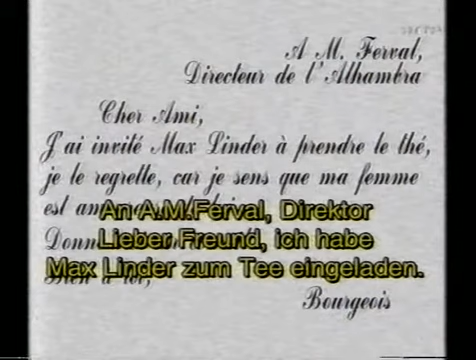 A M. Ferval,
Directeur de l'Alhambra
Cher Ami,
J'ai invité Max Linder à prendre le thé,
je le regrette, car je sens que ma femme
est
An A.M.Ferval, Direktor
Lieber Freund, ich habe
Max Linder zum Tee eingeladen.
Bourgeois